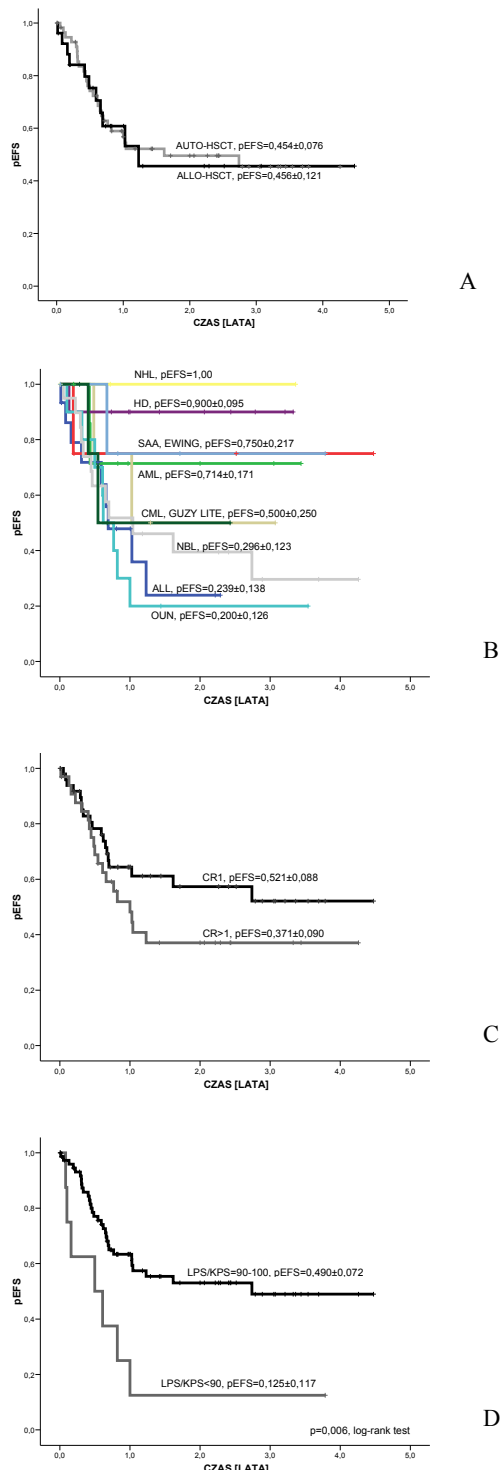 1,0
0,8
0,6
0,4
0,2
0,0
pEFS
AUTO-HSCT, pEFS=0,454±0,076
ALLO-HSCT, pEFS=0,456±0,121
0,0 1,0 2,0 3,0 4,0 5,0
CZAS [LATA]
A
1,0
0,8
0,6
0,4
0,2
0,0
pEFS
NHL, pEFS=1,00
HD, pEFS=0,900±0,095
SAA, EWING, pEFS=0,750±0,217
AML, pEFS=0,714±0,171
CML, GUZY LITE, pEFS=0,500±0,250
NBL, pEFS=0,296±0,123
ALL, pEFS=0,239±0,138
OUN, pEFS=0,200±0,126
0,0 1,0 2,0 3,0 4,0 5,0
CZAS [LATA]
B
1,0
0,8
0,6
0,4
0,2
0,0
pEFS
CR1, pEFS=0,521±0,088
CR>1, pEFS=0,371±0,090
0,0 1,0 2,0 3,0 4,0 5,0
CZAS [LATA]
C
1,0
0,8
0,6
0,4
0,2
0,0
pEFS
LPS/KPS=90-100, pEFS=0,490±0,072
LPS/KPS<90, pEFS=0,125±0,117
p=0,006, log-rank test
0,0 1,0 2,0 3,0 4,0 5,0
CZAS [LATA]
D